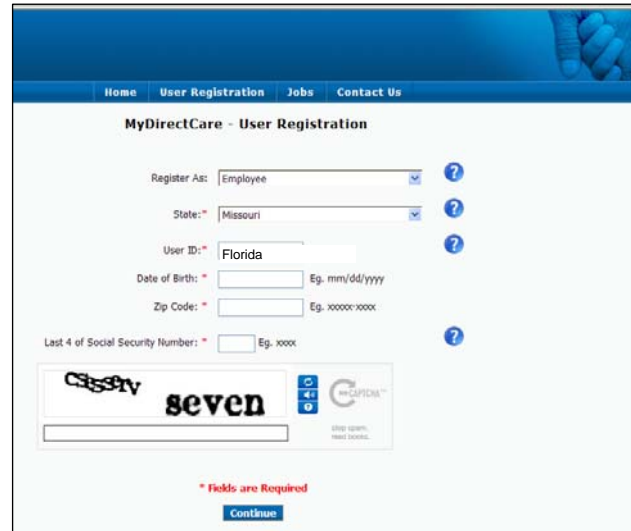 Home User Registration Jobs Contact Us
MyDirectCare - User Registration
Register As: Employee
State:* Missouri
User ID:* Florida
Date of Birth: * Eg. mm/dd/yyyy
Zip Code: * Eg. xxxxx-xxxx
Last 4 of Social Security Number: * Eg. xxxx
seven
stop spam.
read books.
* Fields are Required
Continue